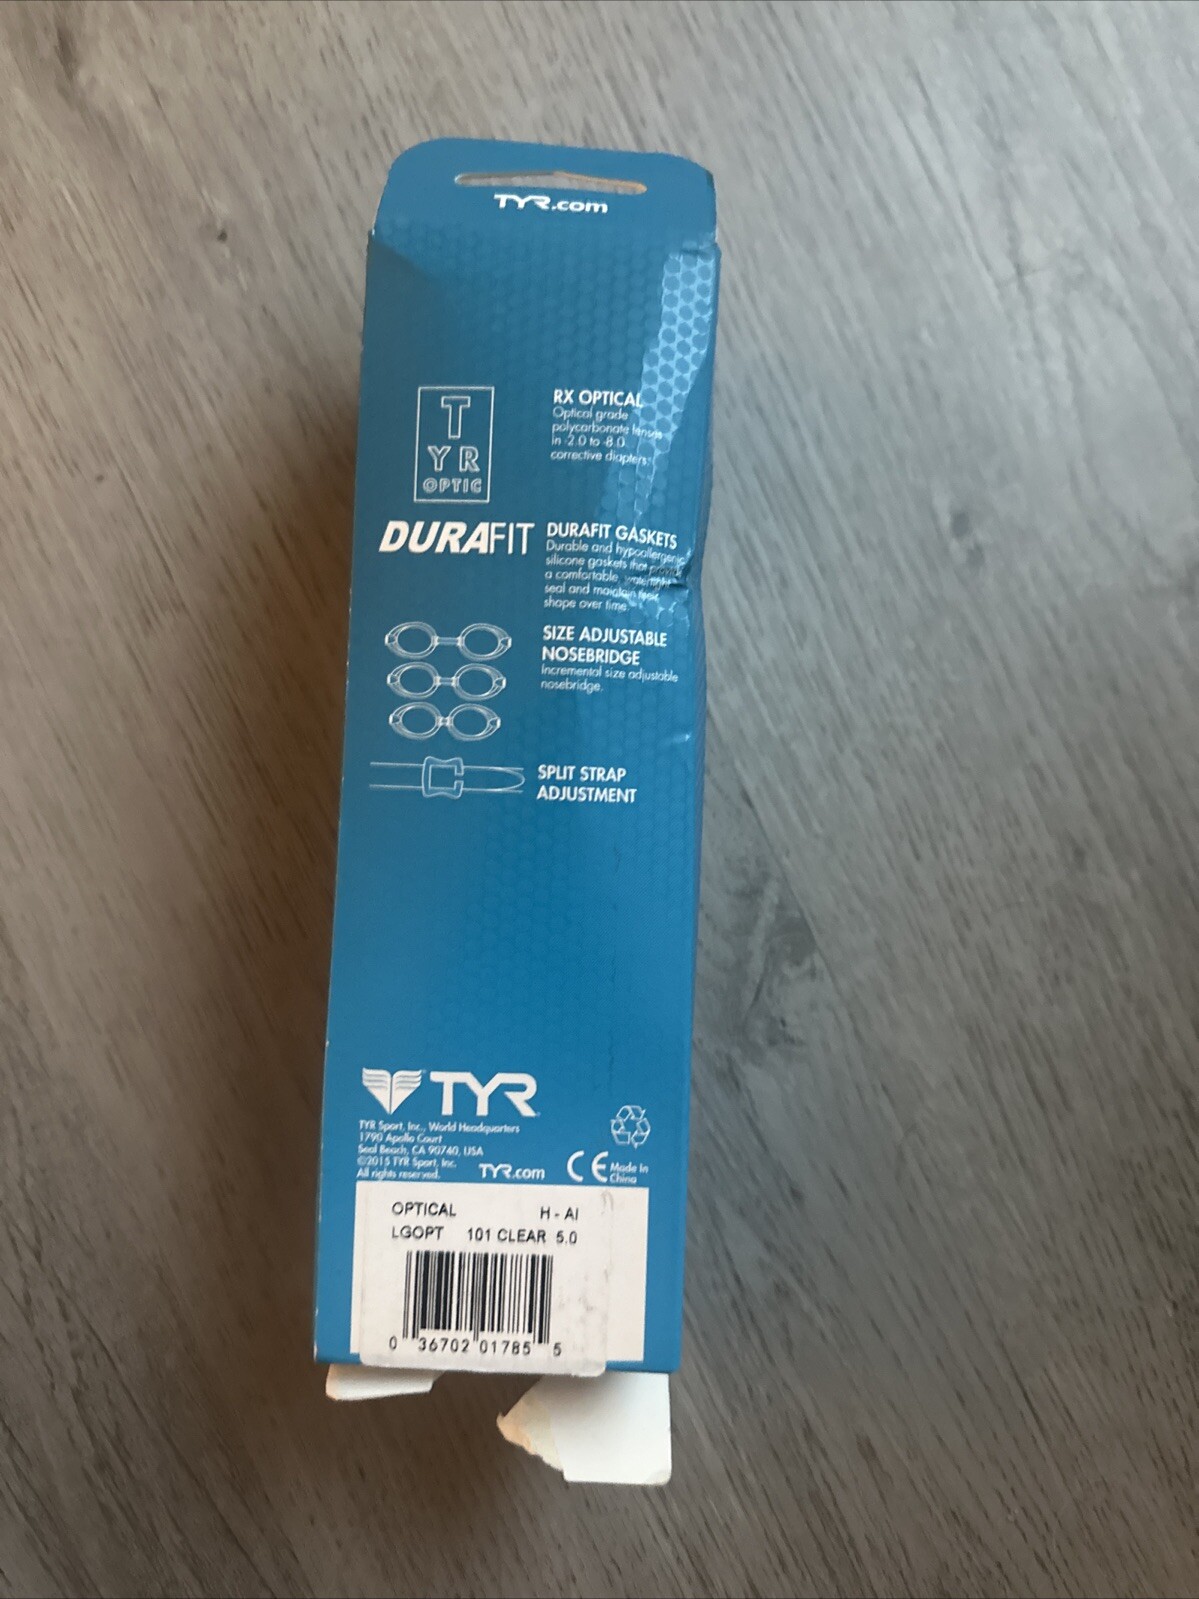 TYR.com
T
YR
OPTIC
RX OPTICAL
Optical grade
polycarbonate lenses
in -2.0 to -8.0
corrective diopters.
DURAFIT
DURAFIT GASKETS
Durable and hypoallergenic
silicone gaskets that provide
a comfortable, watertight
seal and maintain their
shape over time.
SIZE ADJUSTABLE
NOSEBRIDGE
Incremental size adjustable
nosebridge.
SPLIT STRAP
ADJUSTMENT
TYR
TYR Sport, Inc., World Headquarters
1790 Apollo Court
Seal Beach, CA 90740, USA
©2015 TYR Sport, Inc.
All rights reserved.
TYR.com
CE
Made in
China
OPTICAL H - AI
LGOPT 101 CLEAR 5.0
0 36702 01785 5